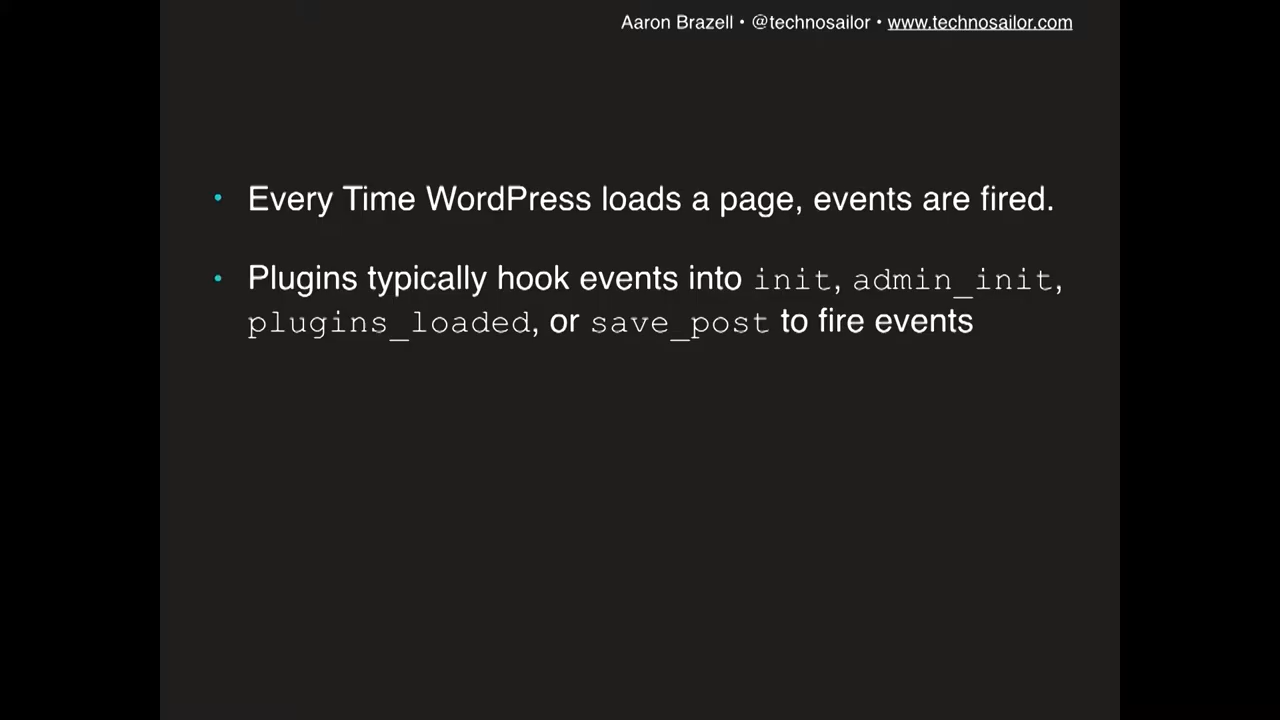 Aaron Brazell • @technosailor • www.technosailor.com
• Every Time WordPress loads a page, events are fired.
• Plugins typically hook events into init, admin_init,
plugins_loaded, or save_post to fire events